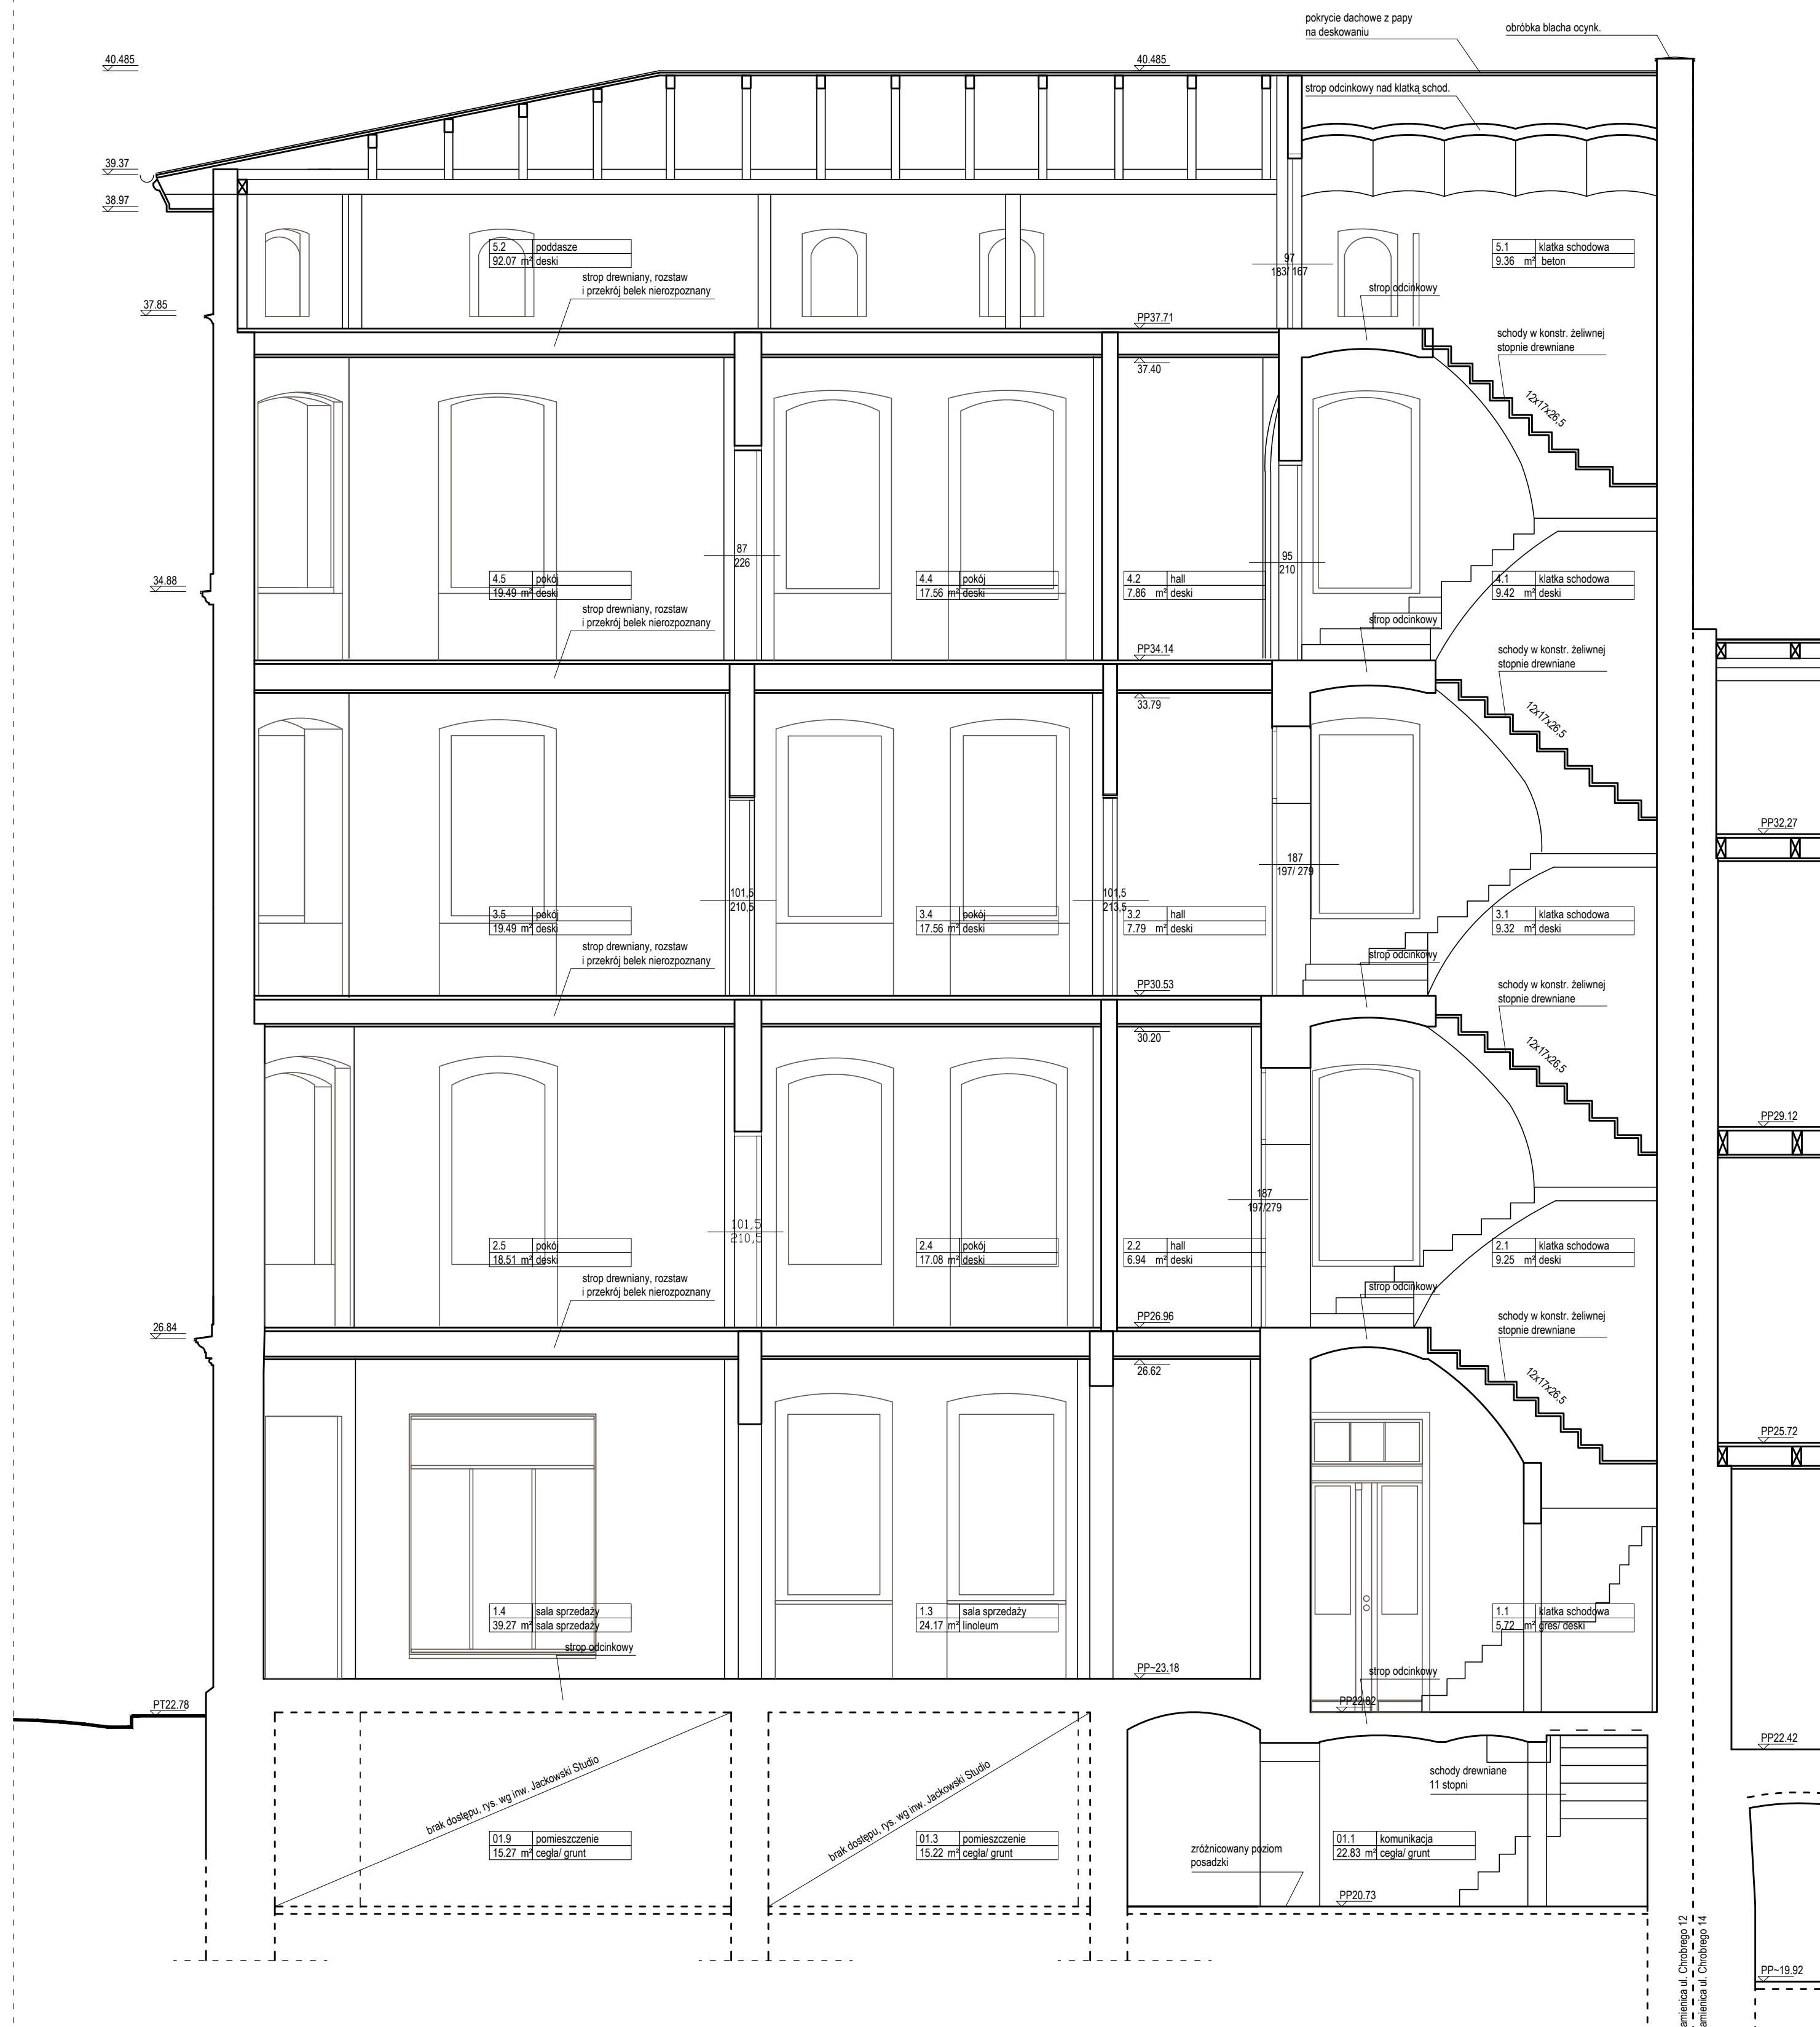 pokrycie dachowe z papy
na deskowaniu
obróbka blacha ocynk.
40.485
40.485
strop odcinkowy nad klatką schod.
39.37
38.97
5.2 poddasze
92.07 m² deski
97
183/ 167
5.1 klatka schodowa
9.36 m² beton
strop drewniany, rozstaw
i przekrój belek nierozpoznany
strop odcinkowy
37.85
PP37.71
schody w konstr. żeliwnej
stopnie drewniane
37.40
12x17x26,5
87
226
95
210
34.88
4.5 pokój
19.49 m² deski
4.4 pokój
17.56 m² deski
4.2 hall
7.86 m² deski
4.1 klatka schodowa
9.42 m² deski
strop drewniany, rozstaw
i przekrój belek nierozpoznany
strop odcinkowy
PP34.14
schody w konstr. żeliwnej
stopnie drewniane
33.79
12x17x26,5
PP32,27
187
197/ 279
101,5
210,5
101,5
213,5
3.5 pokój
19.49 m² deski
3.4 pokój
17.56 m² deski
3.2 hall
7.79 m² deski
3.1 klatka schodowa
9.32 m² deski
strop drewniany, rozstaw
i przekrój belek nierozpoznany
strop odcinkowy
PP30.53
schody w konstr. żeliwnej
stopnie drewniane
30.20
12x17x26,5
PP29.12
187
197/279
101,5
210,5
2.5 pokój
18.51 m² deski
2.4 pokój
17.08 m² deski
2.2 hall
6.94 m² deski
2.1 klatka schodowa
9.25 m² deski
strop drewniany, rozstaw
i przekrój belek nierozpoznany
strop odcinkowy
26.84
PP26.96
schody w konstr. żeliwnej
stopnie drewniane
26.62
12x17x26,5
PP25.72
1.4 sala sprzedaży
39.27 m² sala sprzedaży
1.3 sala sprzedaży
24.17 m² linoleum
1.1 klatka schodowa
5.72 m² gres/ deski
strop odcinkowy
strop odcinkowy
PP~23.18
PT22.78
PP22.82
PP22.42
brak dostępu, rys. wg inw. Jackowski Studio
brak dostępu, rys. wg inw. Jackowski Studio
schody drewniane
11 stopni
01.9 pomieszczenie
15.27 m² cegła/ grunt
01.3 pomieszczenie
15.22 m² cegła/ grunt
01.1 komunikacja
22.83 m² cegła/ grunt
zróżnicowany poziom
posadzki
PP20.73
PP~19.92
amienica ul. Chrobrego 12
amienica ul. Chrobrego 14